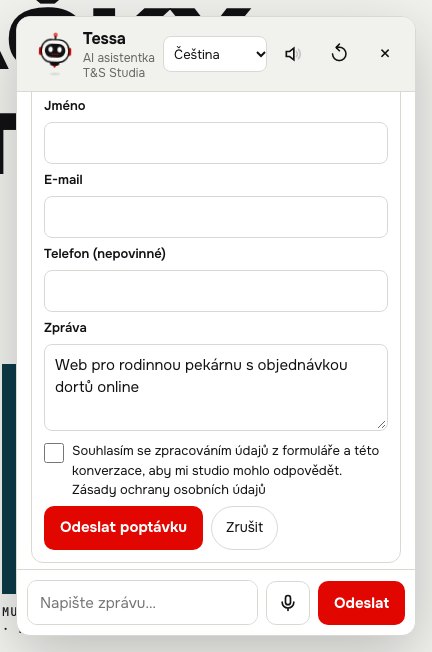 Tessa
AI asistentka
T&S Studia
Čeština
Jméno
E-mail
Telefon (nepovinné)
Zpráva
Web pro rodinnou pekárnu s objednávkou
dortů online
Souhlasím se zpracováním údajů z formuláře a této
konverzace, aby mi studio mohlo odpovědět.
Zásady ochrany osobních údajů
Odeslat poptávku
Zrušit
Napište zprávu…
Odeslat